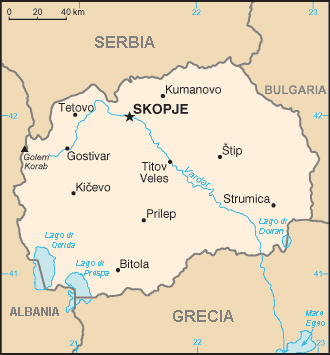 0 20 40 km
22
23
SERBIA
BULGARIA
Kumanovo
Tetovo
SKOPJE
42
42
Golem
Korab
Gostivar
Titov
Veles
Štip
Vardar
Kičevo
Strumica
Prilep
Lago di
Doiran
Lago di
Ocrida
Lago di
Prespa
Bitola
41
41
ALBANIA
GRECIA
Mare
Egeo
21
22